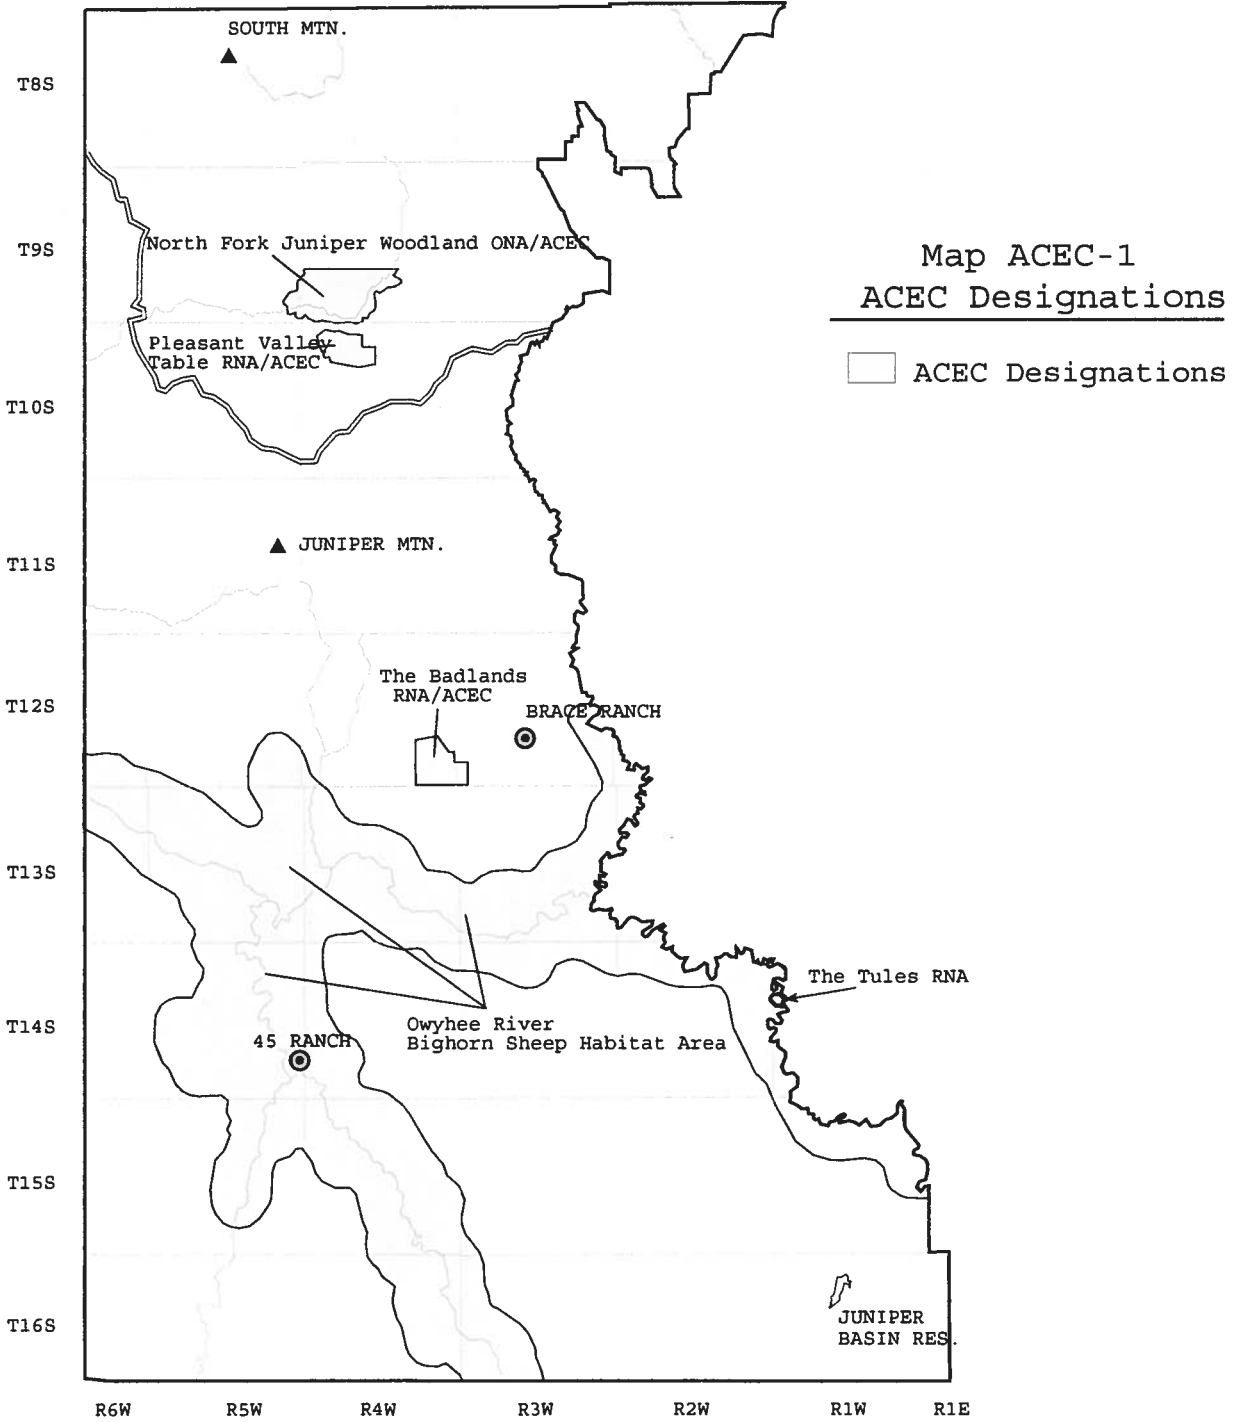 SOUTH MTN.
T8S
North Fork Juniper Woodland ONA/ACEC
T9S
Map ACEC-1
ACEC Designations
Pleasant Valley
Table RNA/ACEC
ACEC Designations
T10S
JUNIPER MTN.
T11S
The Badlands
RNA/ACEC
T12S
BRACE RANCH
T13S
The Tules RNA
T14S
Owyhee River
Bighorn Sheep Habitat Area
45 RANCH
T15S
JUNIPER
BASIN RES.
T16S
R6W
R5W
R4W
R3W
R2W
R1W
R1E